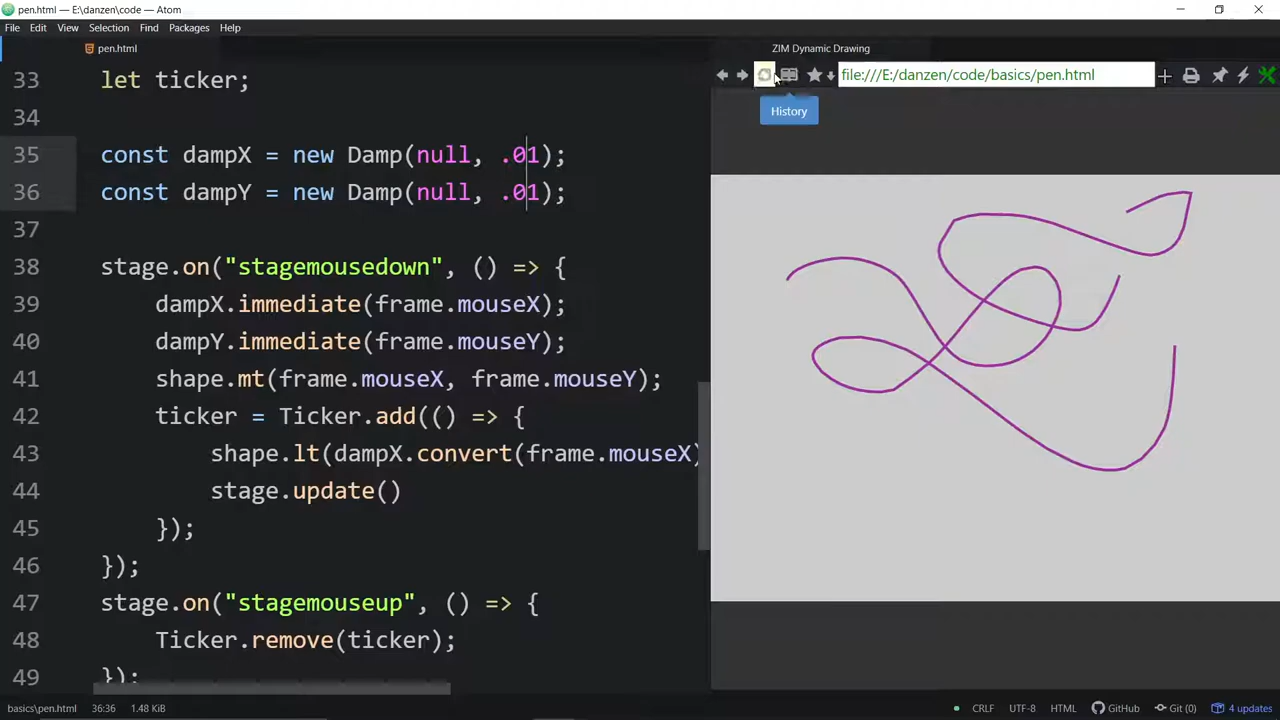 pen.html — E:\danzen\code — Atom
File Edit View Selection Find Packages Help
pen.html
ZIM Dynamic Drawing
file:///E:/danzen/code/basics/pen.html
History
33 let ticker;
34
35 const dampX = new Damp(null, .01);
36 const dampY = new Damp(null, .01);
37
38 stage.on("stagemousedown", () => {
39 dampX.immediate(frame.mouseX);
40 dampY.immediate(frame.mouseY);
41 shape.mt(frame.mouseX, frame.mouseY);
42 ticker = Ticker.add(() => {
43 shape.lt(dampX.convert(frame.mouseX)
44 stage.update()
45 });
46 });
47 stage.on("stagemouseup", () => {
48 Ticker.remove(ticker);
49 });
basics\pen.html 36:36 1.48 KiB CRLF UTF-8 HTML GitHub Git (0) 4 updates